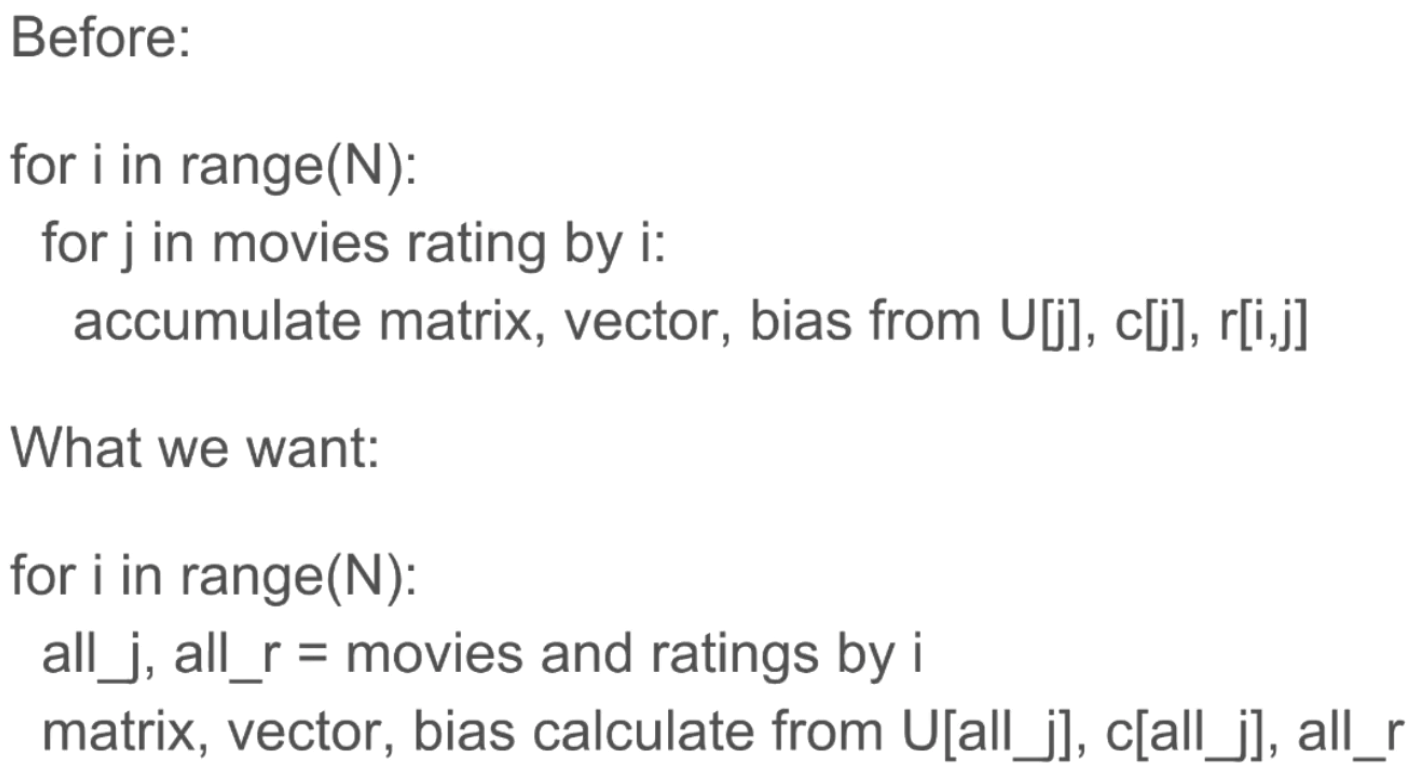 Before:
for i in range(N):
for j in movies rating by i:
accumulate matrix, vector, bias from U[j], c[j], r[i,j]
What we want:
for i in range(N):
all_j, all_r = movies and ratings by i
matrix, vector, bias calculate from U[all_j], c[all_j], all_r